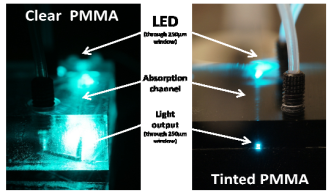 Clear PMMA
LED
(through 250µm
window)
Absorption
channel
Light
output
(through 250µm
window)
Tinted PMMA